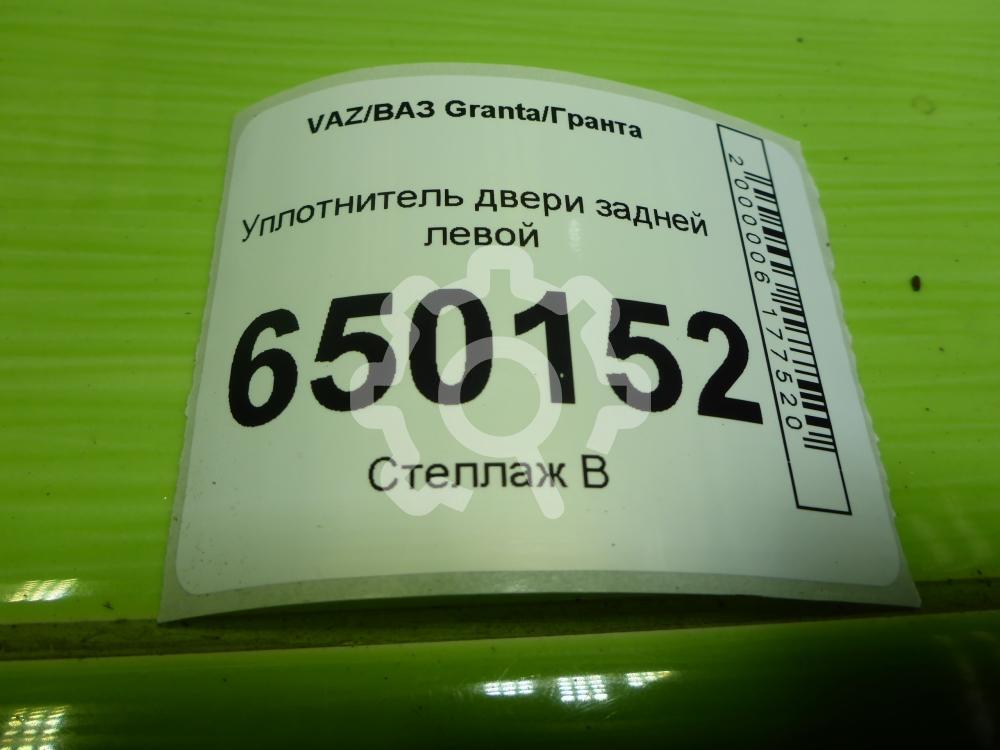 VAZ/ВАЗ Granta/Гранта
Уплотнитель двери задней
левой
650152
Стеллаж В
2000006177520